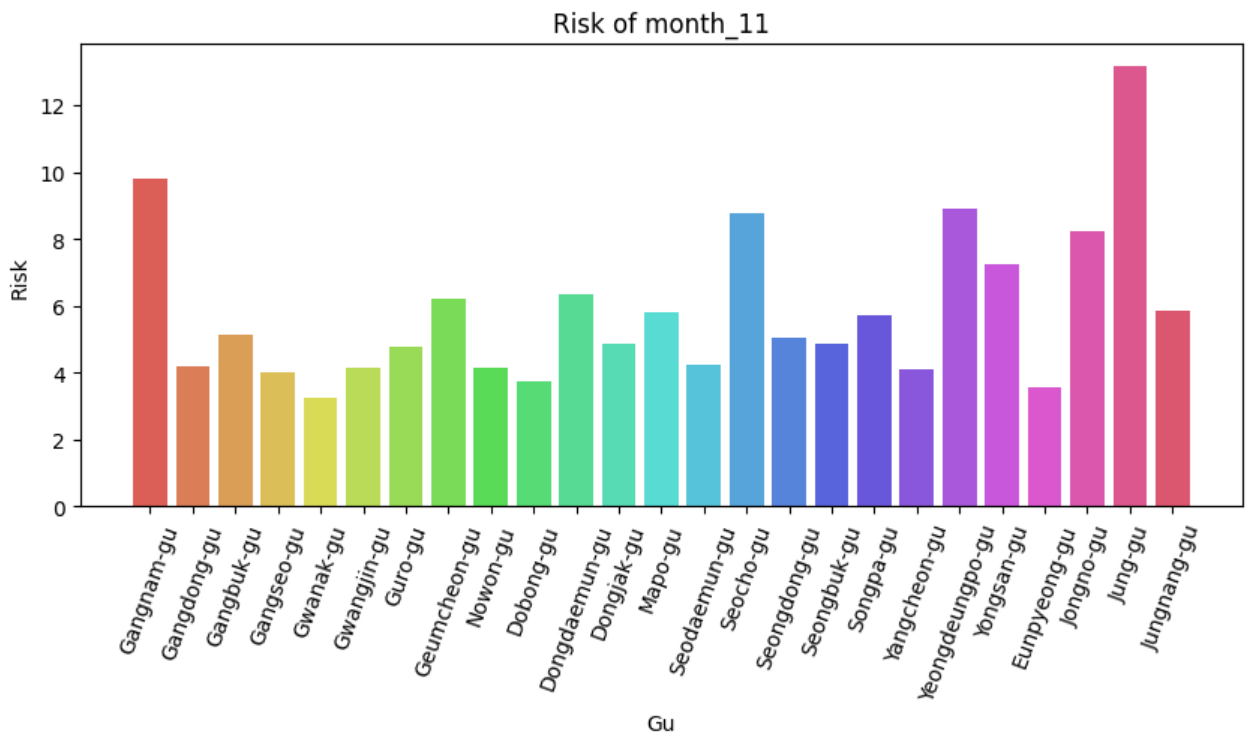 Risk of month_11
Risk
12
10
8
6
4
2
0
Gangnam-gu
Gangdong-gu
Gangbuk-gu
Gangseo-gu
Gwanak-gu
Gwangjin-gu
Guro-gu
Geumcheon-gu
Nowon-gu
Dobong-gu
Dongdaemun-gu
Dongjak-gu
Mapo-gu
Seodaemun-gu
Seocho-gu
Seongdong-gu
Seongbuk-gu
Songpa-gu
Yangcheon-gu
Yeongdeungpo-gu
Yongsan-gu
Eunpyeong-gu
Jongno-gu
Jung-gu
Jungnang-gu
Gu